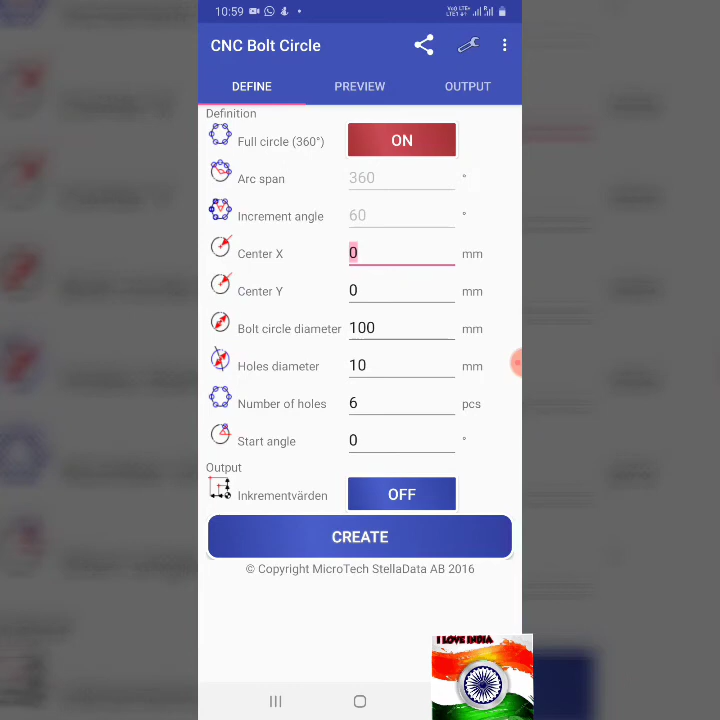 10:59
CNC Bolt Circle
DEFINE PREVIEW OUTPUT
Definition
Full circle (360°) ON
Arc span 360 °
Increment angle 60 °
Center X 0 mm
Center Y 0 mm
Bolt circle diameter 100 mm
Holes diameter 10 mm
Number of holes 6 pcs
Start angle 0 °
Output
Inkrementvärden OFF
CREATE
© Copyright MicroTech StellaData AB 2016
I LOVE INDIA